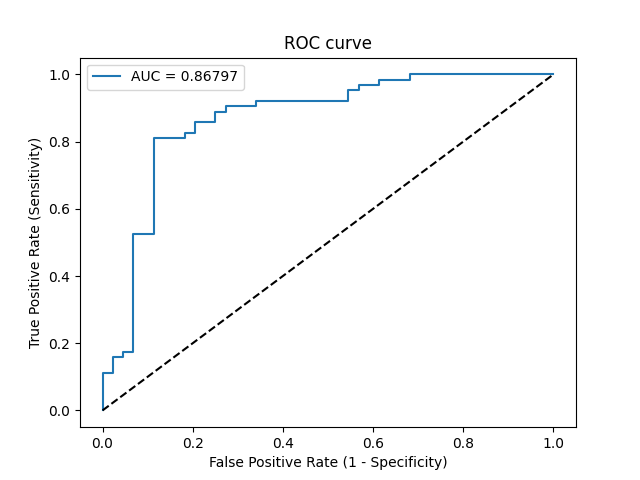 ROC curve
AUC = 0.86797
1.0
0.8
0.6
0.4
0.2
0.0
True Positive Rate (Sensitivity)
0.0 0.2 0.4 0.6 0.8 1.0
False Positive Rate (1 - Specificity)